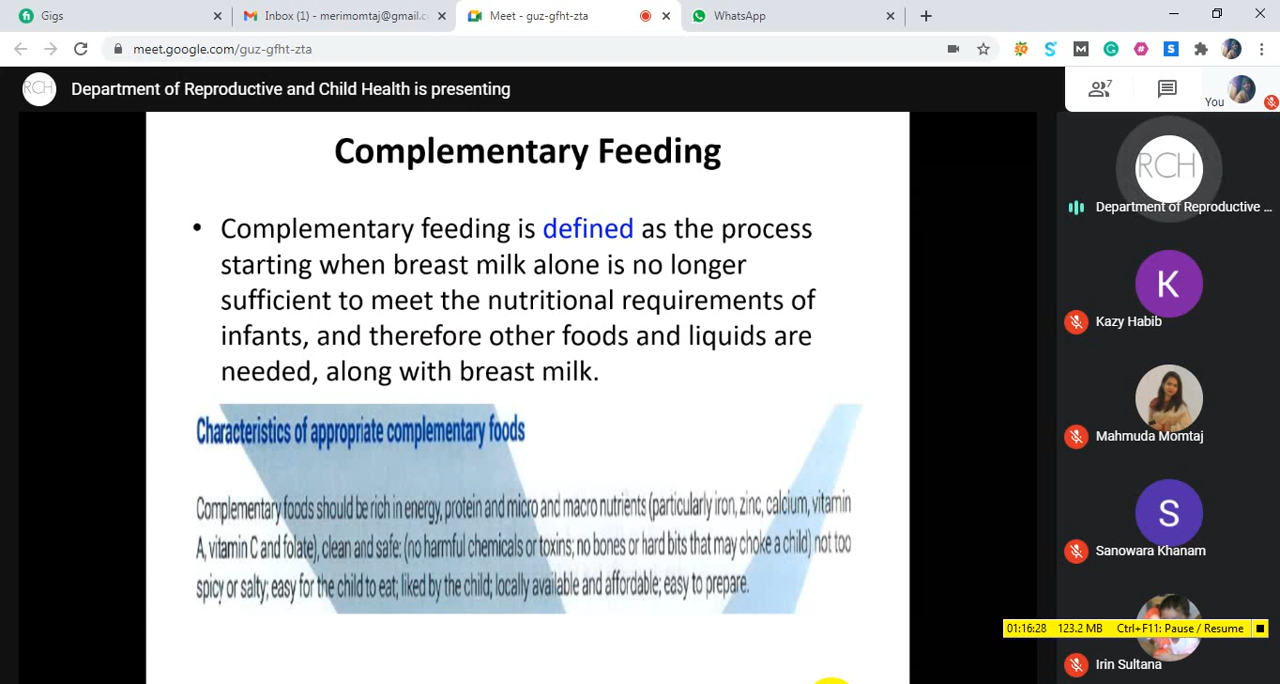 Gigs
Inbox (1) - merimomtaj@gmail.c
Meet - guz-gfht-zta
WhatsApp
meet.google.com/guz-gfht-zta
RCH
Department of Reproductive and Child Health is presenting
7
You
Complementary Feeding
• Complementary feeding is defined as the process
starting when breast milk alone is no longer
sufficient to meet the nutritional requirements of
infants, and therefore other foods and liquids are
needed, along with breast milk.
Characteristics of appropriate complementary foods
Complementary foods should be rich in energy, protein and micro and macro nutrients (particularly iron, zinc, calcium, vitamin
A, vitamin C and folate), clean and safe: (no harmful chemicals or toxins; no bones or hard bits that may choke a child) not too
spicy or salty; easy for the child to eat; liked by the child; locally available and affordable; easy to prepare.
RCH
Department of Reproductive ...
K
Kazy Habib
Mahmuda Momtaj
S
Sanowara Khanam
01:16:28 123.2 MB Ctrl+F11: Pause / Resume
Irin Sultana